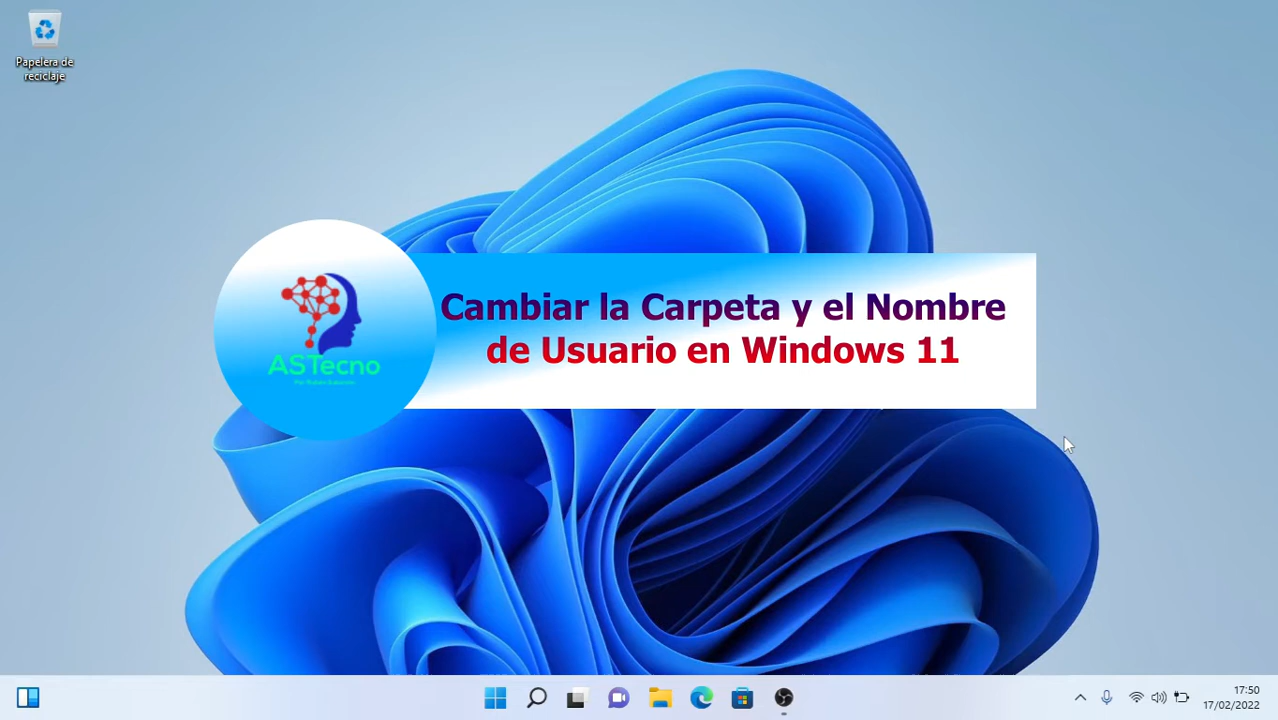 Papelera de
reciclaje
Cambiar la Carpeta y el Nombre
de Usuario en Windows 11
ASTecno
17:50
17/02/2022